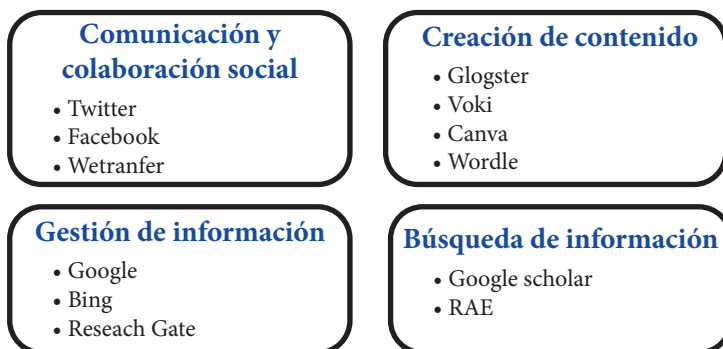 Comunicación y
colaboración social
• Twitter
• Facebook
• Wetranfer
Creación de contenido
• Glogster
• Voki
• Canva
• Wordle
Gestión de información
• Google
• Bing
• Reseach Gate
Búsqueda de información
• Google scholar
• RAE